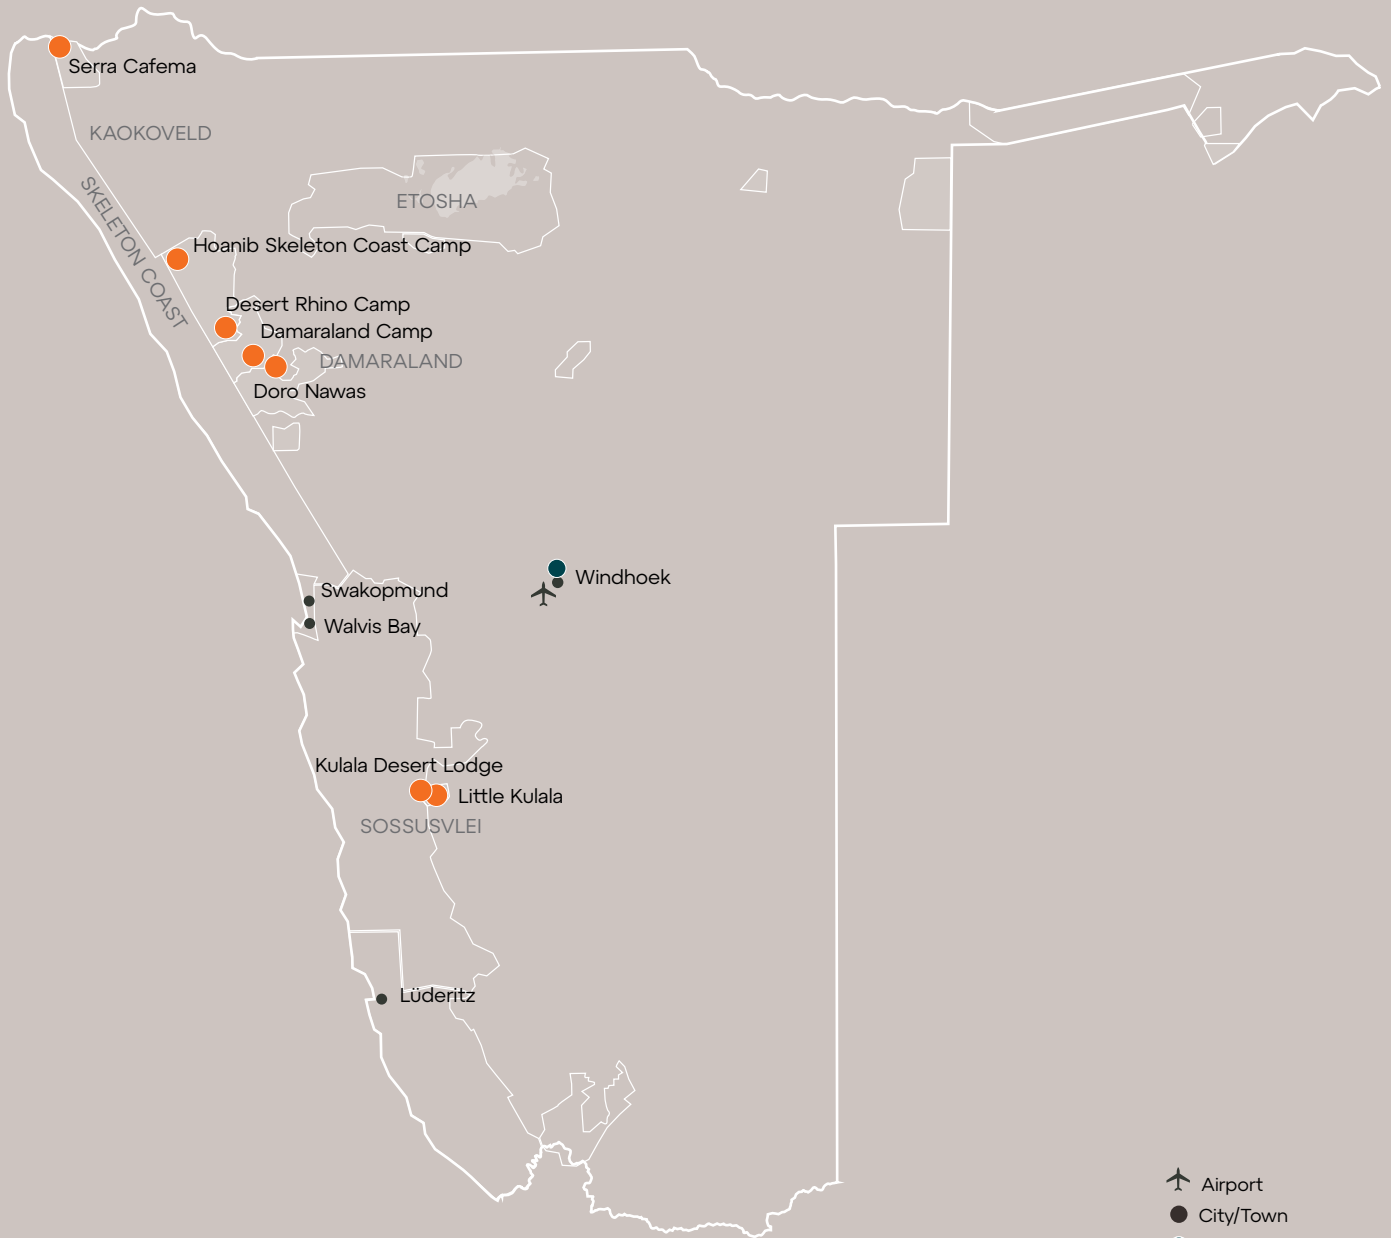 Serra Cafema
KAOKOVELD
SKELETON COAST
ETOSHA
Hoanib Skeleton Coast Camp
Desert Rhino Camp
Damaraland Camp
DAMARALAND
Doro Nawas
Windhoek
Swakopmund
Walvis Bay
Kulala Desert Lodge
Little Kulala
SOSSUSVLEI
Lüderitz
Airport
City/Town